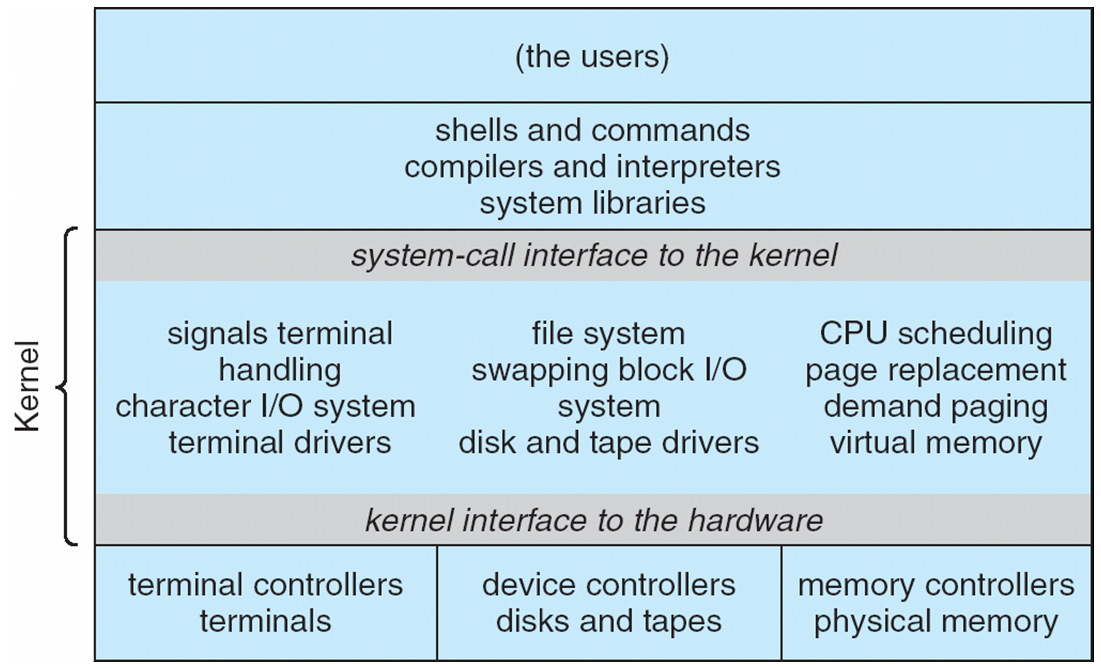 (the users)
shells and commands
compilers and interpreters
system libraries
Kernel
system-call interface to the kernel
signals terminal
handling
character I/O system
terminal drivers
file system
swapping block I/O
system
disk and tape drivers
CPU scheduling
page replacement
demand paging
virtual memory
kernel interface to the hardware
terminal controllers
terminals
device controllers
disks and tapes
memory controllers
physical memory